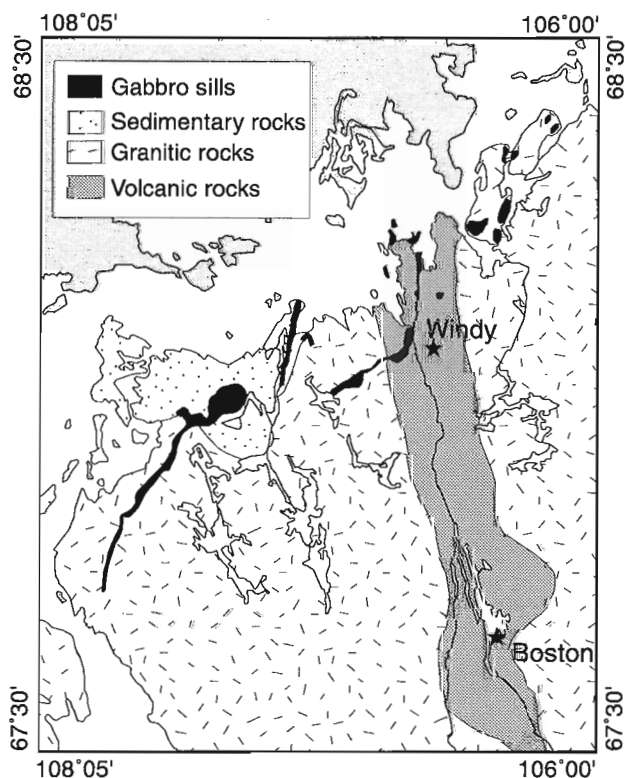 108˚05'
106˚00'
68˚30'
68˚30'
Gabbro sills
Sedimentary rocks
Granitic rocks
Volcanic rocks
Windy
Boston
67˚30'
67˚30'
108˚05'
106˚00'